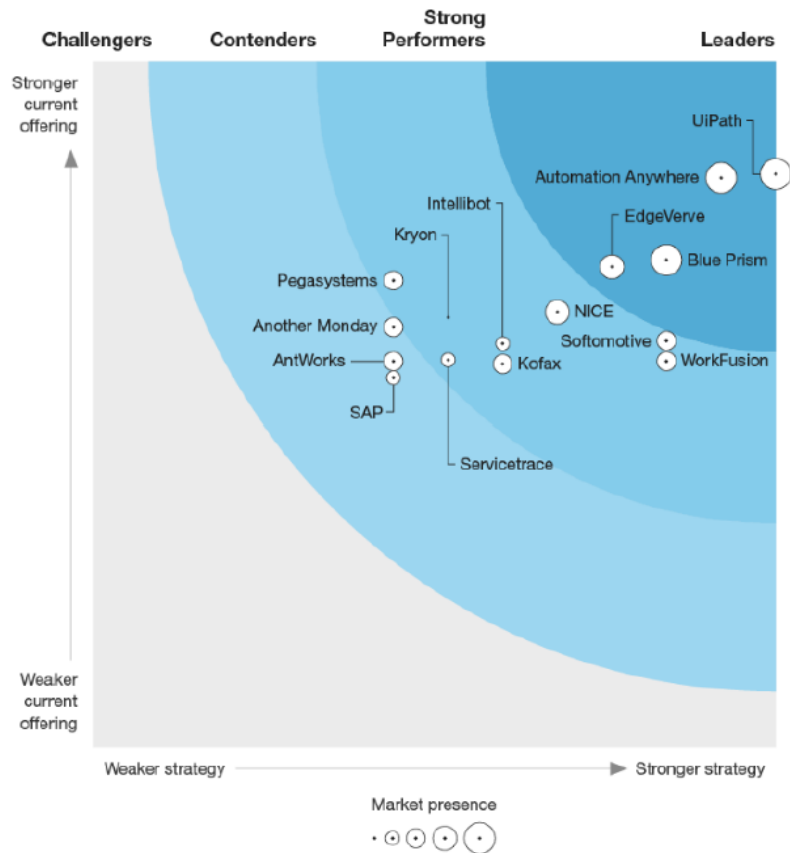 Challengers
Contenders
Strong
Performers
Leaders
Stronger
current
offering
UiPath
Automation Anywhere
Intellibot
EdgeVerve
Kryon
Blue Prism
Pegasystems
NICE
Another Monday
Softomotive
AntWorks
Kofax
WorkFusion
SAP
Servicetrace
Weaker
current
offering
Weaker strategy
Stronger strategy
Market presence